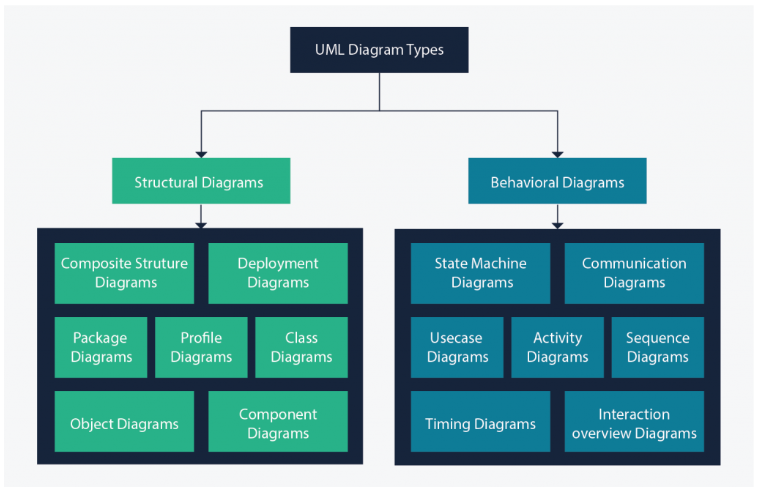 UML Diagram Types
Structural Diagrams
Behavioral Diagrams
Composite Struture
Diagrams
Deployment
Diagrams
Package
Diagrams
Profile
Diagrams
Class
Diagrams
Object Diagrams
Component
Diagrams
State Machine
Diagrams
Communication
Diagrams
Usecase
Diagrams
Activity
Diagrams
Sequence
Diagrams
Timing Diagrams
Interaction
overview Diagrams